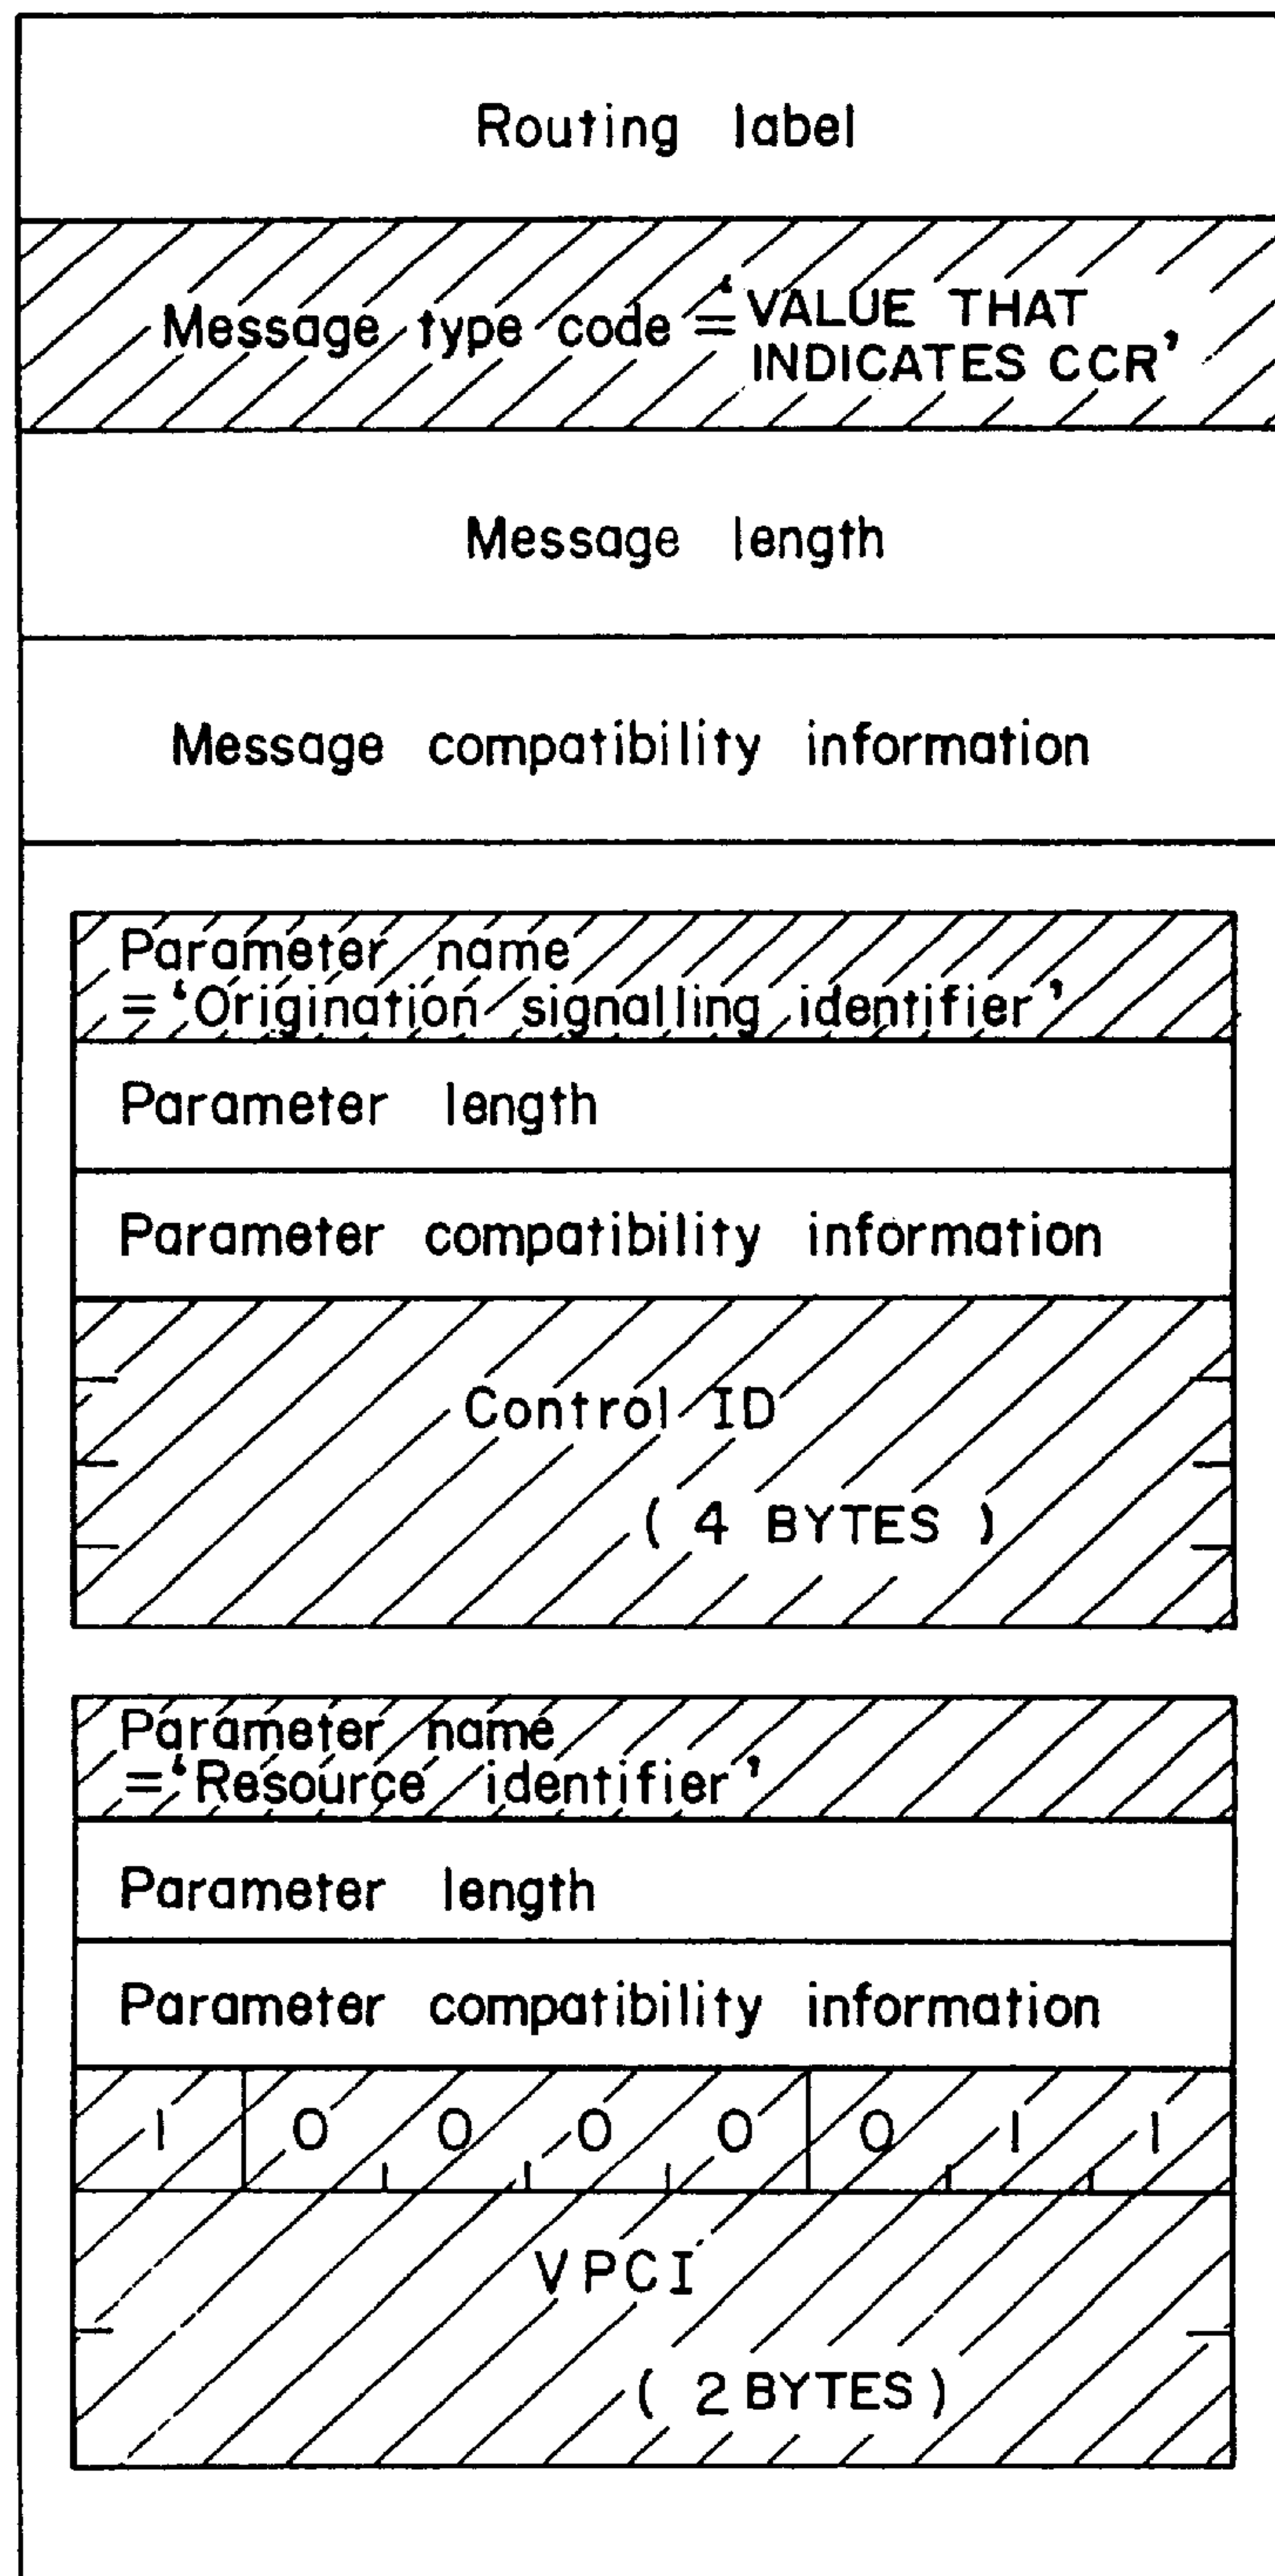 Routing label
Message type code = ‘VALUE THAT
INDICATES CCR’
Message length
Message compatibility information
Parameter name
=‘Origination signalling identifier’
Parameter length
Parameter compatibility information
Control ID
( 4 BYTES )
Parameter name
=‘Resource identifier’
Parameter length
Parameter compatibility information
1 0 0 0 0 0 1 1
VPCI
( 2 BYTES )